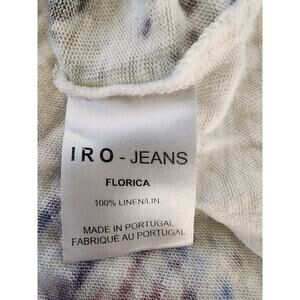 IRO - JEANS
FLORICA
100% LINEN/LIN
MADE IN PORTUGAL
FABRIQUÉ AU PORTUGAL